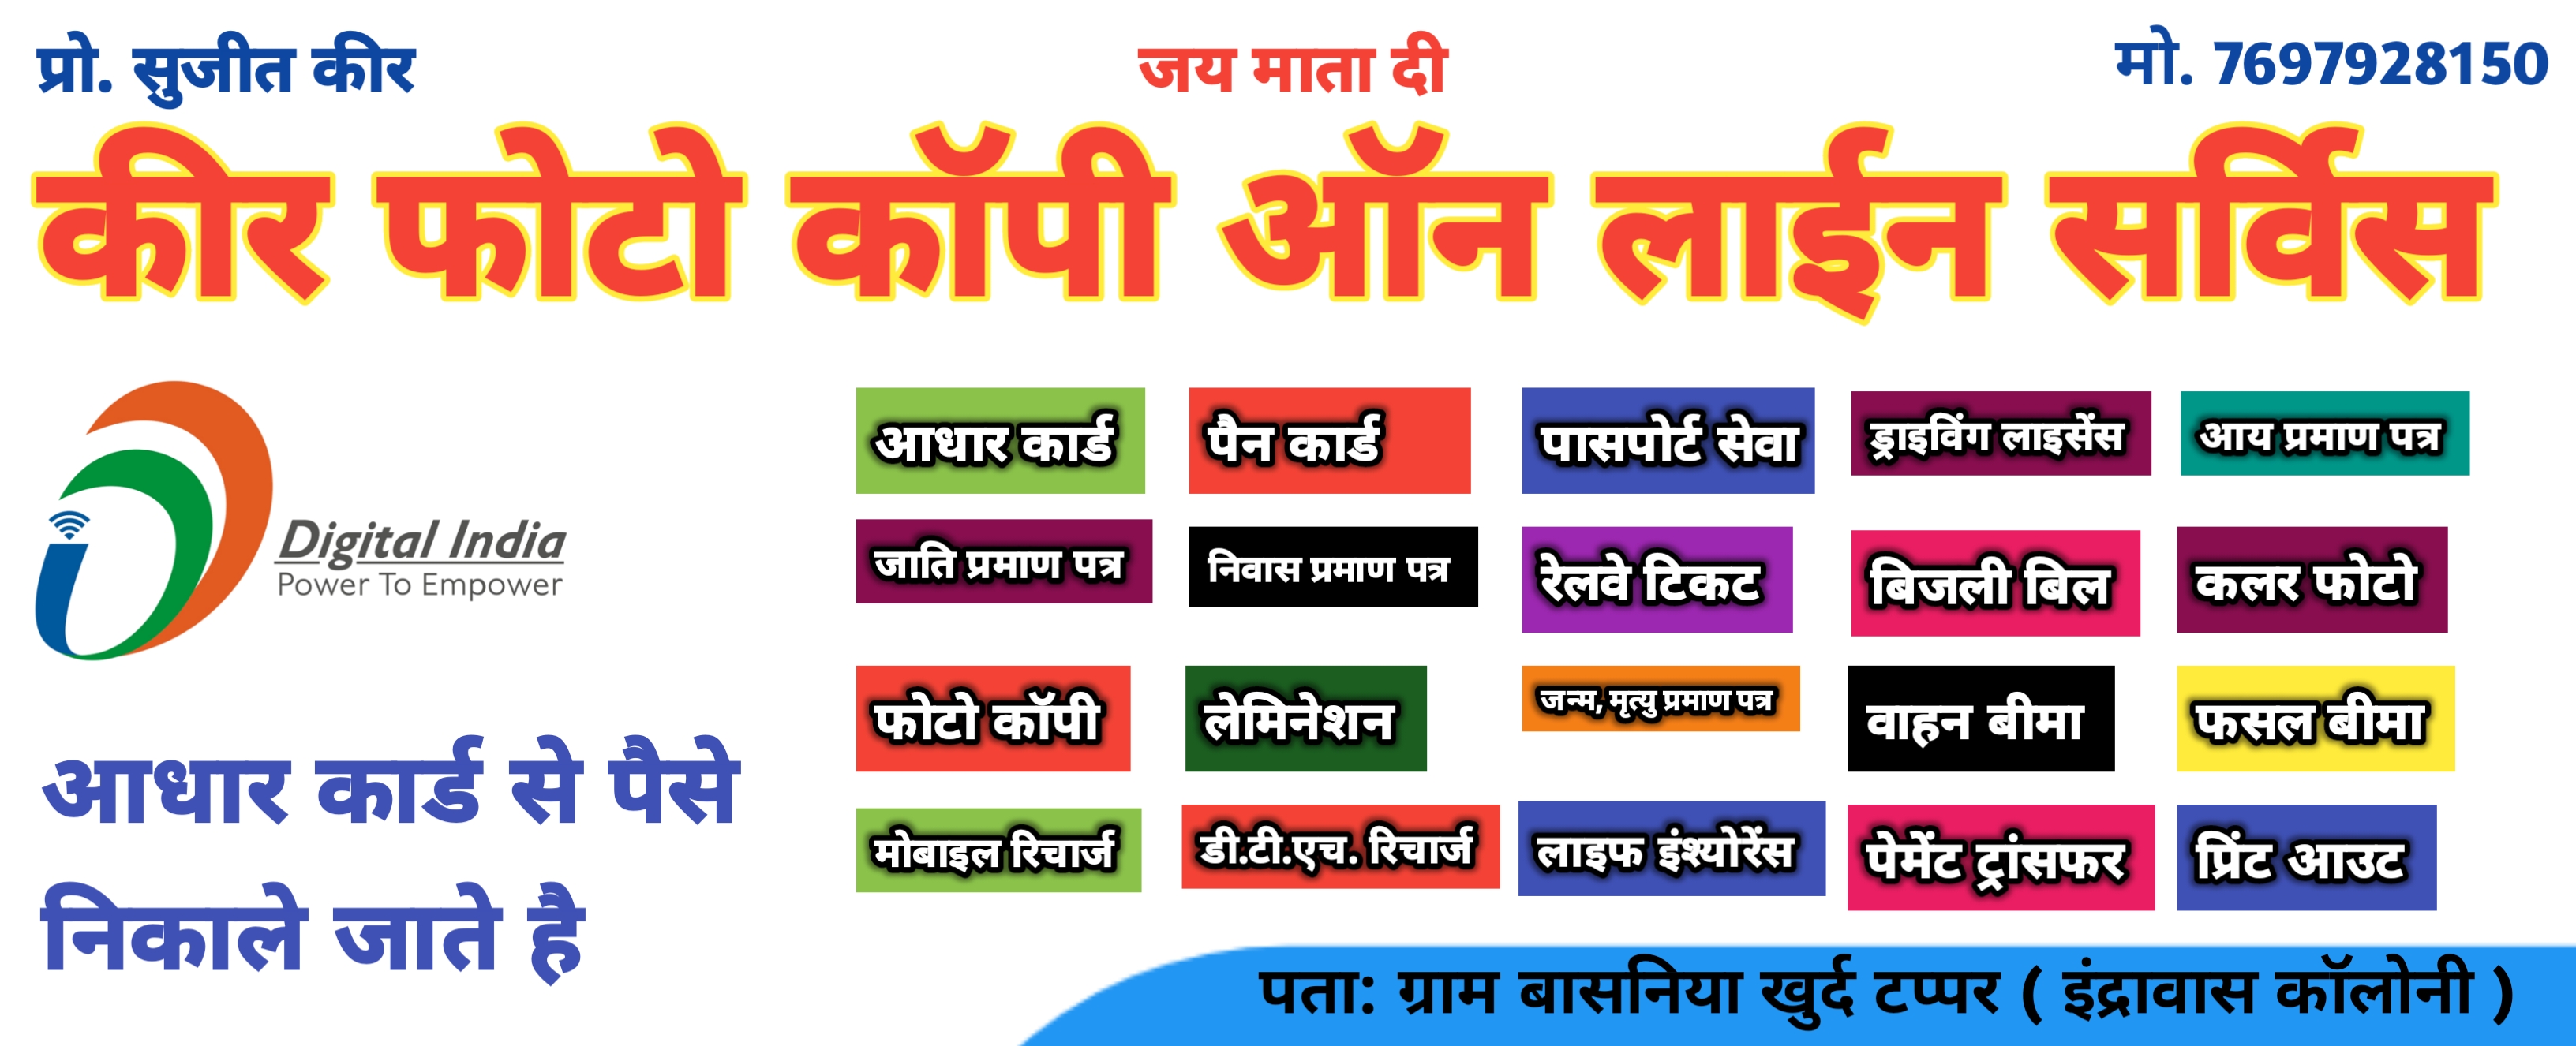 प्रो. सुजीत कीर
जय माता दी
मो. 7697928150
कीर फोटो कॉपी ऑन लाईन सर्विस
Digital India
Power To Empower
आधार कार्ड से पैसे
निकाले जाते है
आधार कार्ड
पैन कार्ड
पासपोर्ट सेवा
ड्राइविंग लाइसेंस
आय प्रमाण पत्र
जाति प्रमाण पत्र
निवास प्रमाण पत्र
रेलवे टिकट
बिजली बिल
कलर फोटो
फोटो कॉपी
लेमिनेशन
जन्म, मृत्यु प्रमाण पत्र
वाहन बीमा
फसल बीमा
मोबाइल रिचार्ज
डी.टी.एच. रिचार्ज
लाइफ इंश्योरेंस
पेमेंट ट्रांसफर
प्रिंट आउट
पता: ग्राम बासनिया खुर्द टप्पर ( इंद्रावास कॉलोनी )